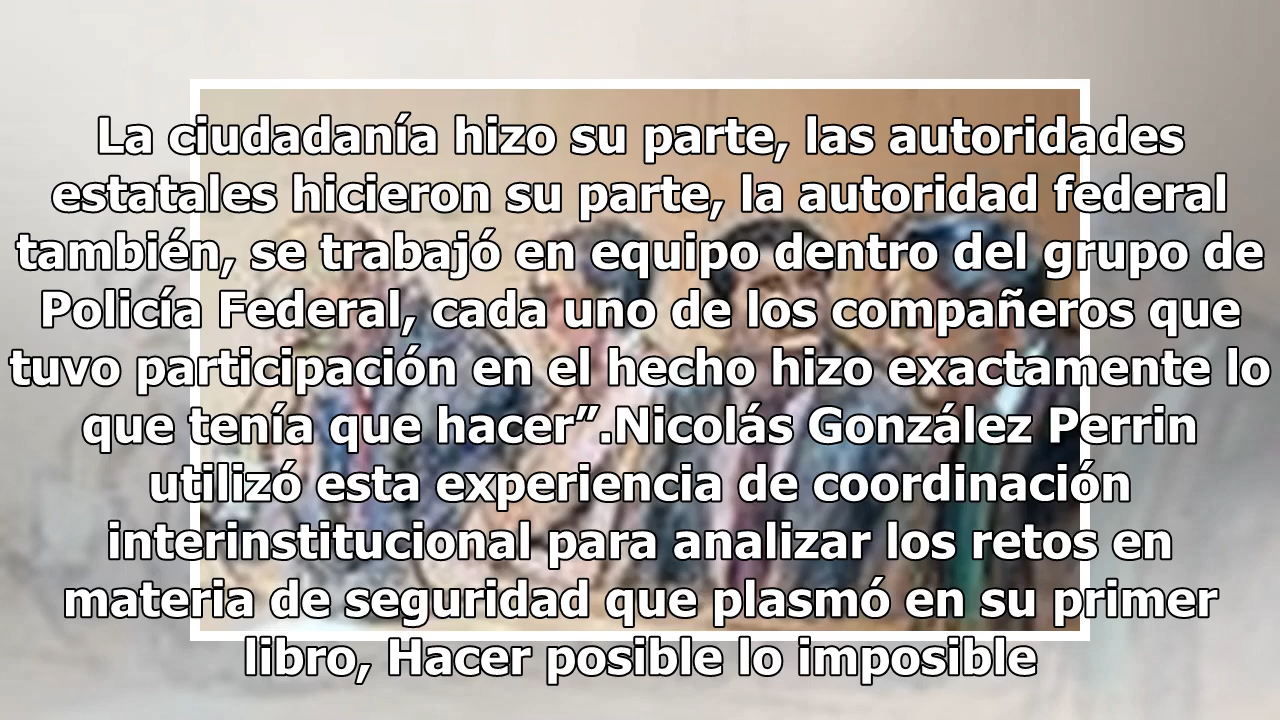 La ciudadanía hizo su parte, las autoridades
estatales hicieron su parte, la autoridad federal
también, se trabajó en equipo dentro del grupo de
Policía Federal, cada uno de los compañeros que
tuvo participación en el hecho hizo exactamente lo
que tenía que hacer”.Nicolás González Perrin
utilizó esta experiencia de coordinación
interinstitucional para analizar los retos en
materia de seguridad que plasmó en su primer
libro, Hacer posible lo imposible